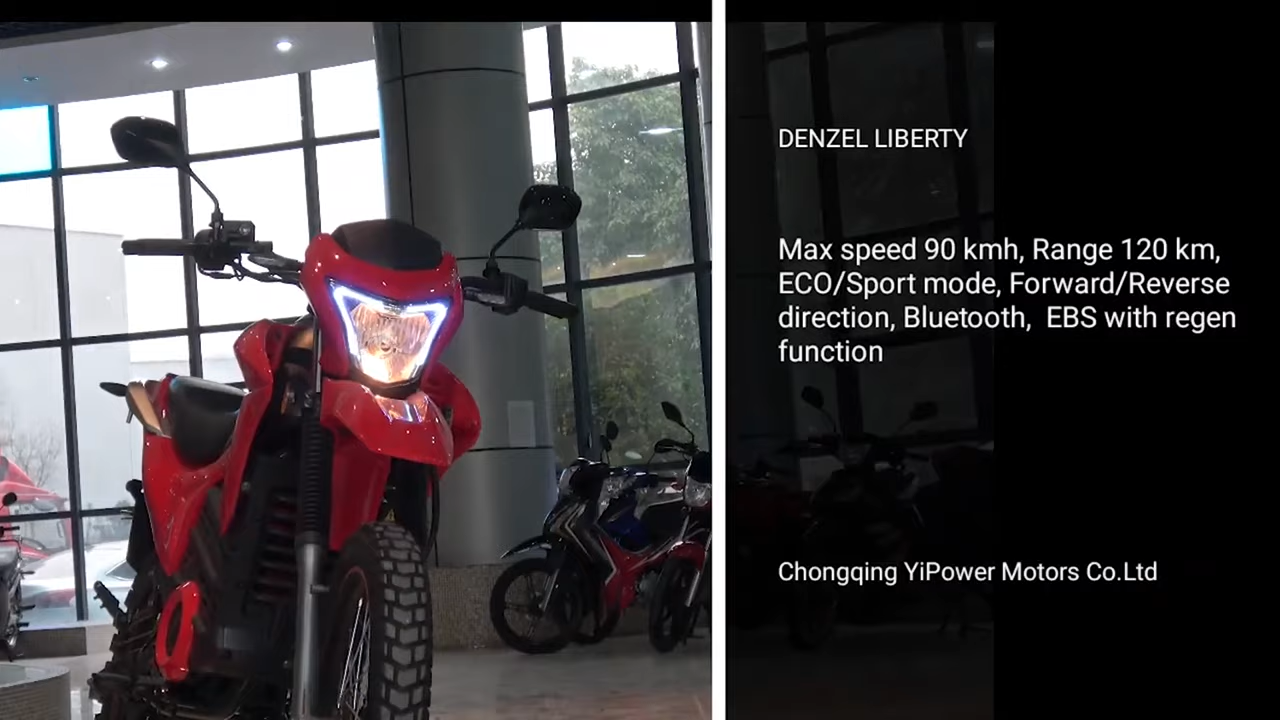 DENZEL LIBERTY
Max speed 90 kmh, Range 120 km,
ECO/Sport mode, Forward/Reverse
direction, Bluetooth,  EBS with regen
function
Chongqing YiPower Motors Co.Ltd